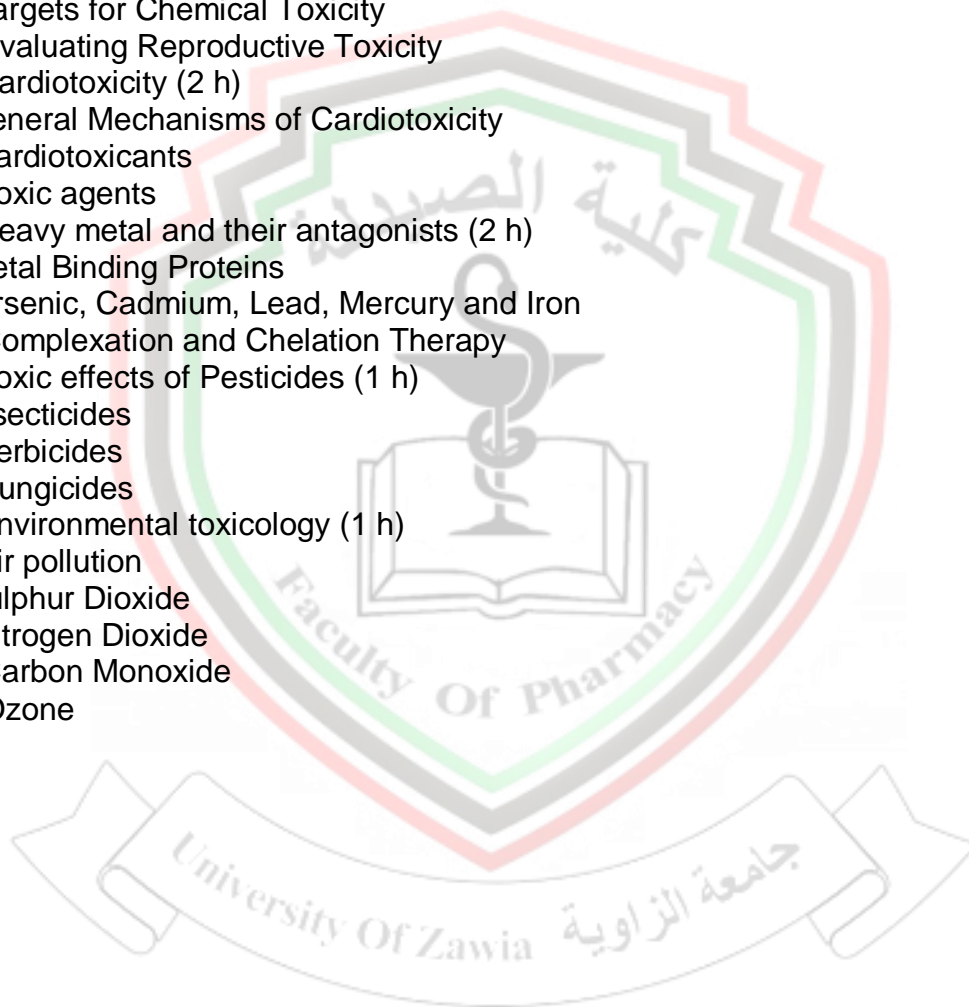 argets for Chemical Toxicity
valuating Reproductive Toxicity
ardiotoxicity (2 h)
eneral Mechanisms of Cardiotoxicity
ardiotoxicants
oxic agents
eavy metal and their antagonists (2 h)
etal Binding Proteins
rsenic, Cadmium, Lead, Mercury and Iron
omplexation and Chelation Therapy
oxic effects of Pesticides (1 h)
secticides
erbicides
ungicides
nvironmental toxicology (1 h)
ir pollution
ulphur Dioxide
itrogen Dioxide
arbon Monoxide
Ozone
كلية الصيدلة
Faculty Of Pharmacy
University Of Zawia جامعة الزاوية